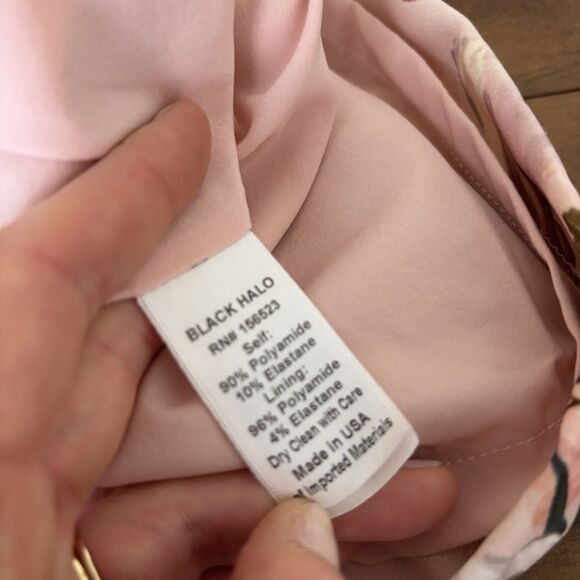 BLACK HALO
RN# 156523
Self:
90% Polyamide
10% Elastane
Lining:
96% Polyamide
4% Elastane
Dry Clean with Care
Made in USA
of Imported Materials